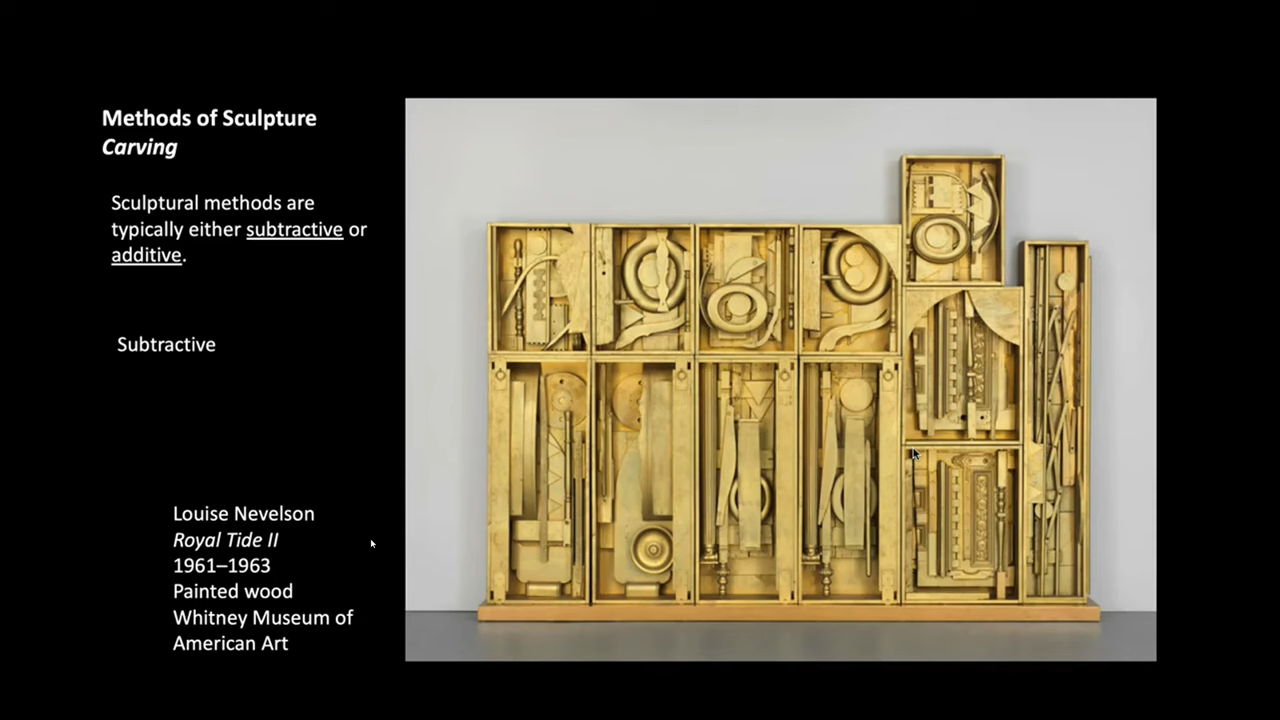 Methods of Sculpture
Carving
Sculptural methods are
typically either subtractive or
additive.
Subtractive
Louise Nevelson
Royal Tide II
1961–1963
Painted wood
Whitney Museum of
American Art